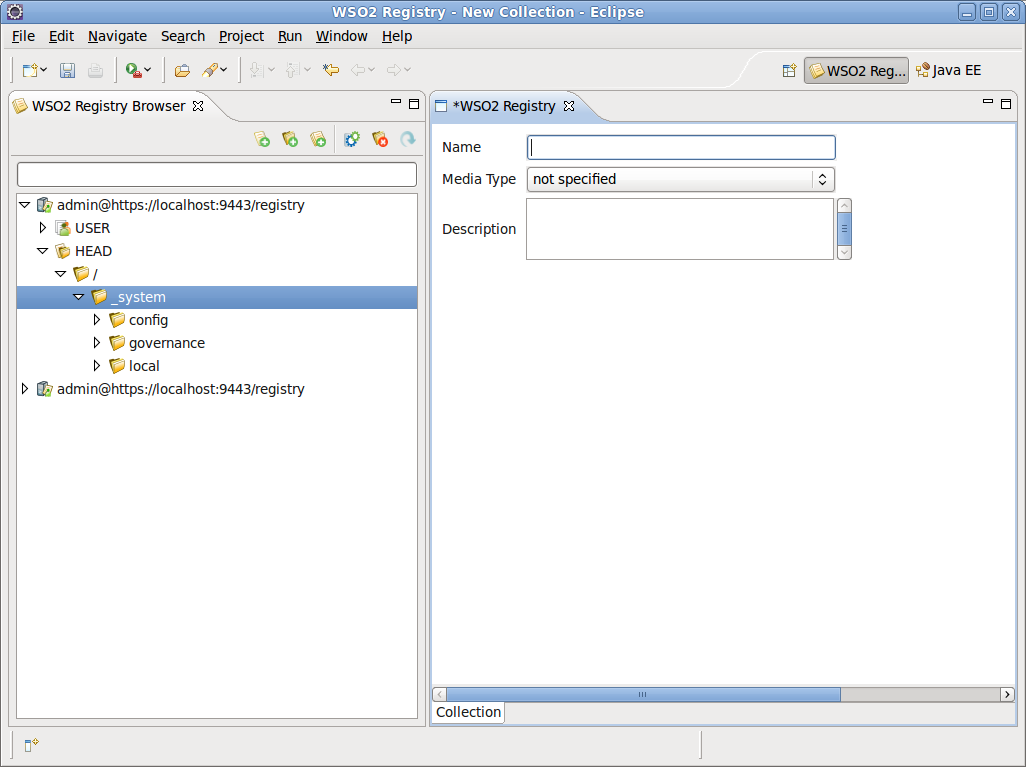 WSO2 Registry - New Collection - Eclipse
File Edit Navigate Search Project Run Window Help
WSO2 Reg... Java EE
WSO2 Registry Browser
admin@https://localhost:9443/registry
USER
HEAD
/
_system
config
governance
local
admin@https://localhost:9443/registry
*WSO2 Registry
Name
Media Type not specified
Description
Collection